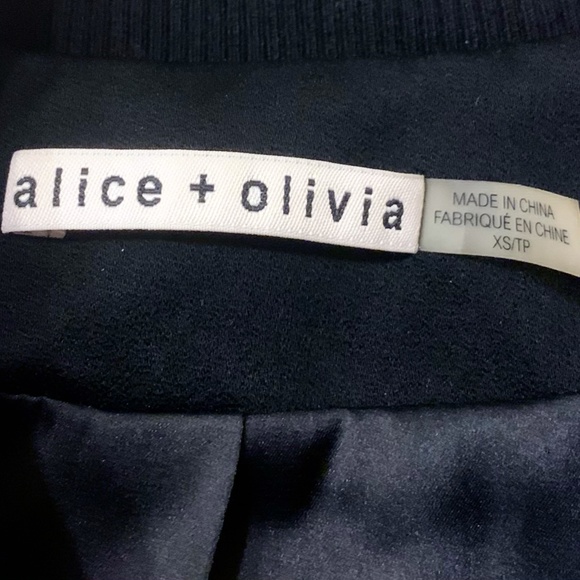 alice + olivia
MADE IN CHINA
FABRIQUÉ EN CHINE
XS/TP